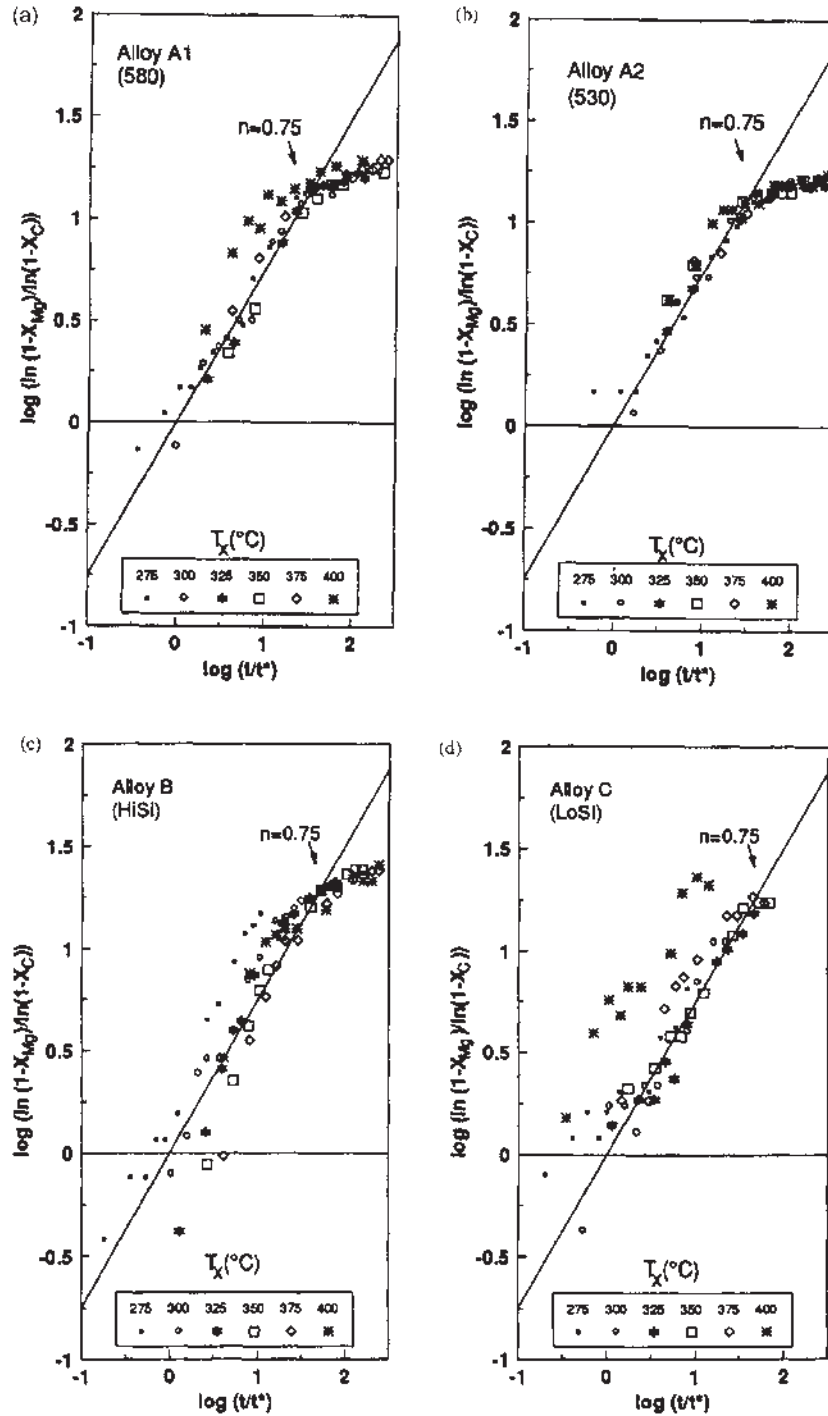 (a)
Alloy A1
(580)
n=0.75
log (ln (1-X_Mg)/ln(1-X_C))
2
1.5
1
0.5
0
-0.5
-1
T_X(°C)
275 300 325 350 375 400
-1 0 1 2
log (t/t*)
(b)
Alloy A2
(530)
n=0.75
log (ln (1-X_Mg)/ln(1-X_C))
2
1.5
1
0.5
0
-0.5
-1
T_X(°C)
275 300 325 350 375 400
-1 0 1 2
log (t/t*)
(c)
Alloy B
(HiSi)
n=0.75
log (ln (1-X_Mg)/ln(1-X_C))
2
1.5
1
0.5
0
-0.5
-1
T_X(°C)
275 300 325 350 375 400
-1 0 1 2
log (t/t*)
(d)
Alloy C
(LoSI)
n=0.75
log (ln (1-X_Mg)/ln(1-X_C))
2
1.5
1
0.5
0
-0.5
-1
T_X(°C)
275 300 325 350 375 400
-1 0 1 2
log (t/t*)